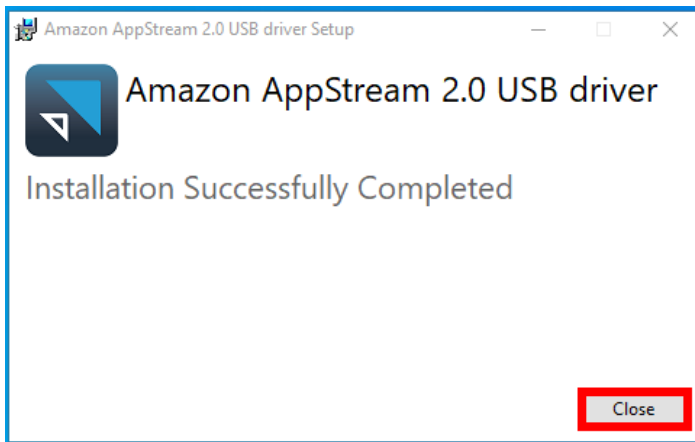 Amazon AppStream 2.0 USB driver Setup
Amazon AppStream 2.0 USB driver
Installation Successfully Completed
Close